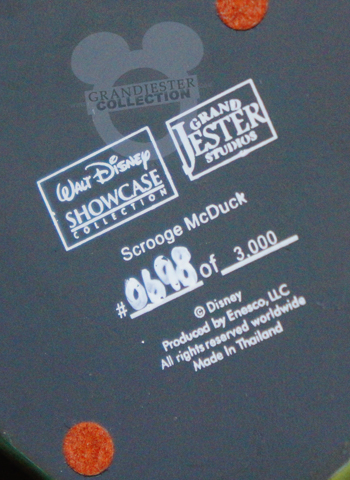 GRANDJESTER
COLLECTION
WALT DISNEY
SHOWCASE
COLLECTION
GRAND
JESTER
STUDIOS
Scrooge McDuck
#0698 of 3.000
© Disney
Produced by Enesco, LLC
All rights reserved worldwide
Made In Thailand